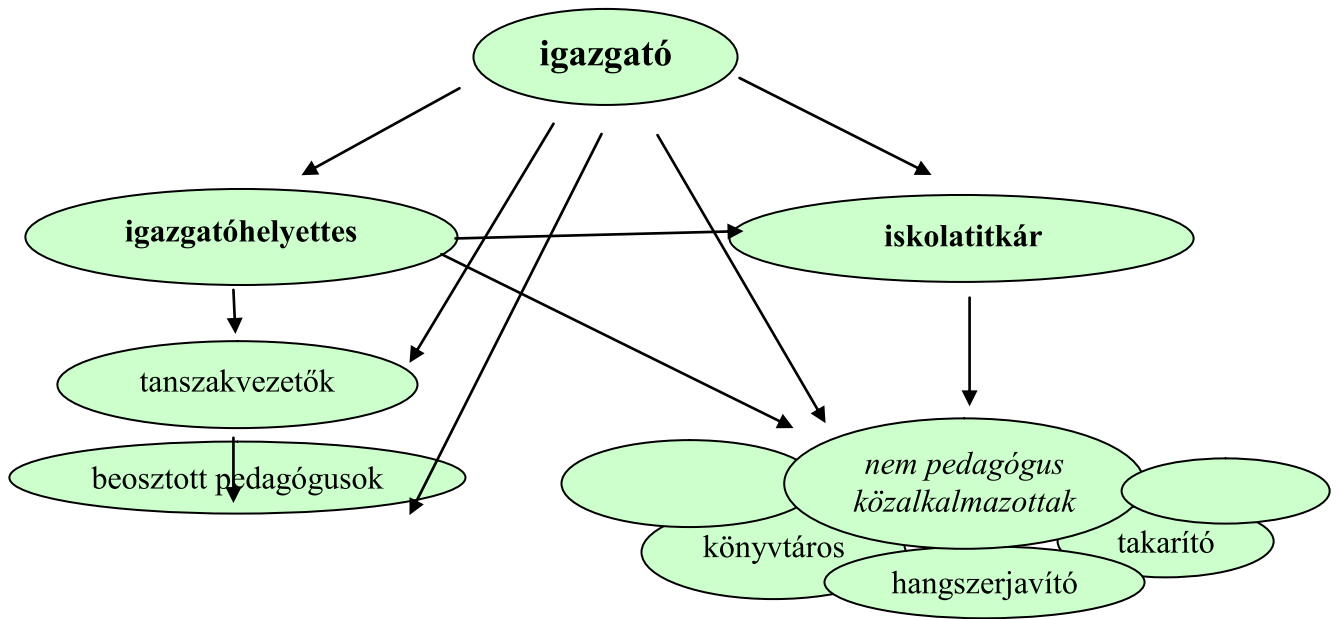 igazgató
igazgatóhelyettes
iskolatitkár
tanszakvezetők
beosztott pedagógusok
nem pedagógus
közalkalmazottak
könyvtáros
takarító
hangszerjavító